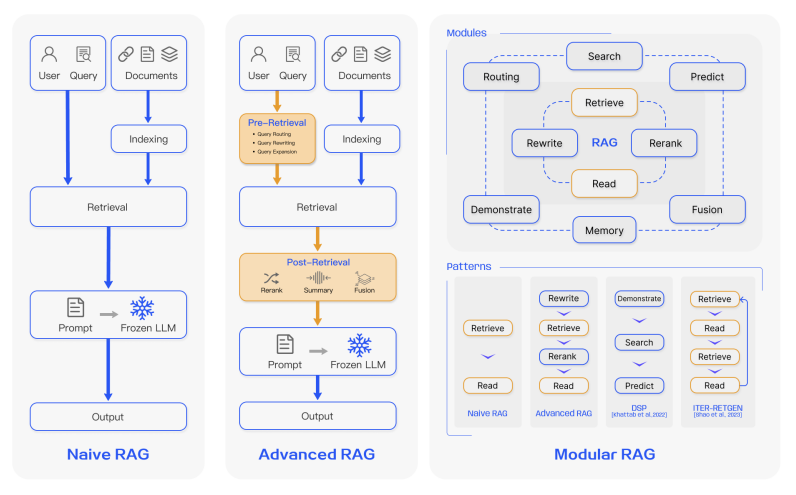 User Query
Documents
Indexing
Retrieval
Prompt
Frozen LLM
Output
Naive RAG
User Query
Documents
Pre-Retrieval
• Query Routing
• Query Rewriting
• Query Expansion
Indexing
Retrieval
Post-Retrieval
Rerank Summary Fusion
Prompt
Frozen LLM
Output
Advanced RAG
Modules
Search
Routing
Predict
Retrieve
Rewrite
RAG
Rerank
Read
Demonstrate
Fusion
Memory
Patterns
Retrieve
Read
Naive RAG
Rewrite
Retrieve
Rerank
Read
Advanced RAG
Demonstrate
Search
Predict
DSP
[Khattab et al.,2022]
Retrieve
Read
Retrieve
Read
ITER-RETGEN
[Shao et al., 2023]
Modular RAG